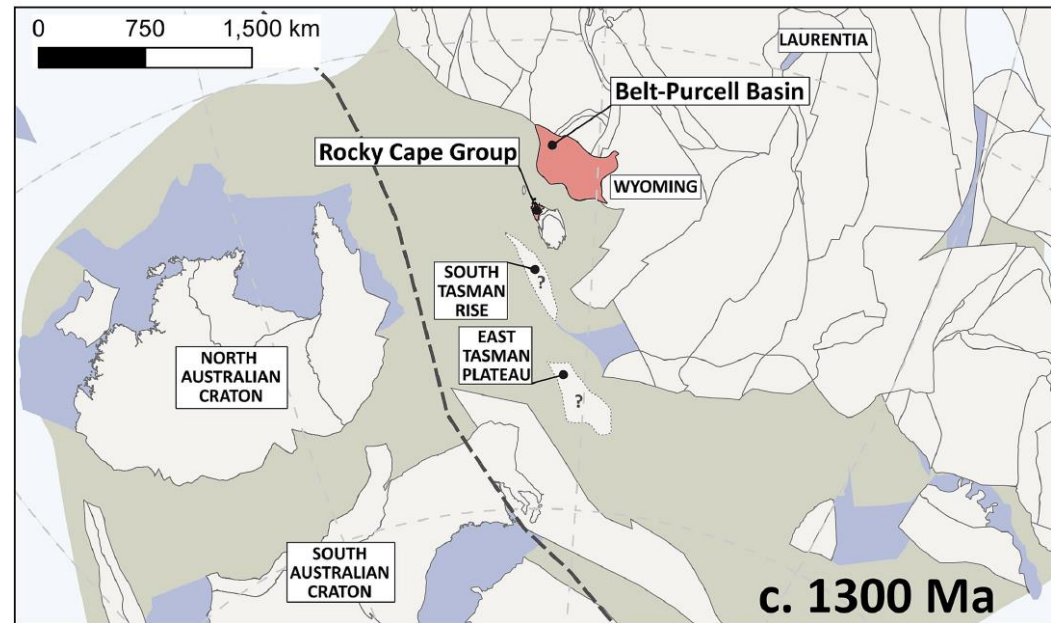 0 750 1,500 km
LAURENTIA
Belt-Purcell Basin
Rocky Cape Group
WYOMING
SOUTH
TASMAN
RISE
?
EAST
TASMAN
PLATEAU
?
NORTH
AUSTRALIAN
CRATON
SOUTH
AUSTRALIAN
CRATON
c. 1300 Ma